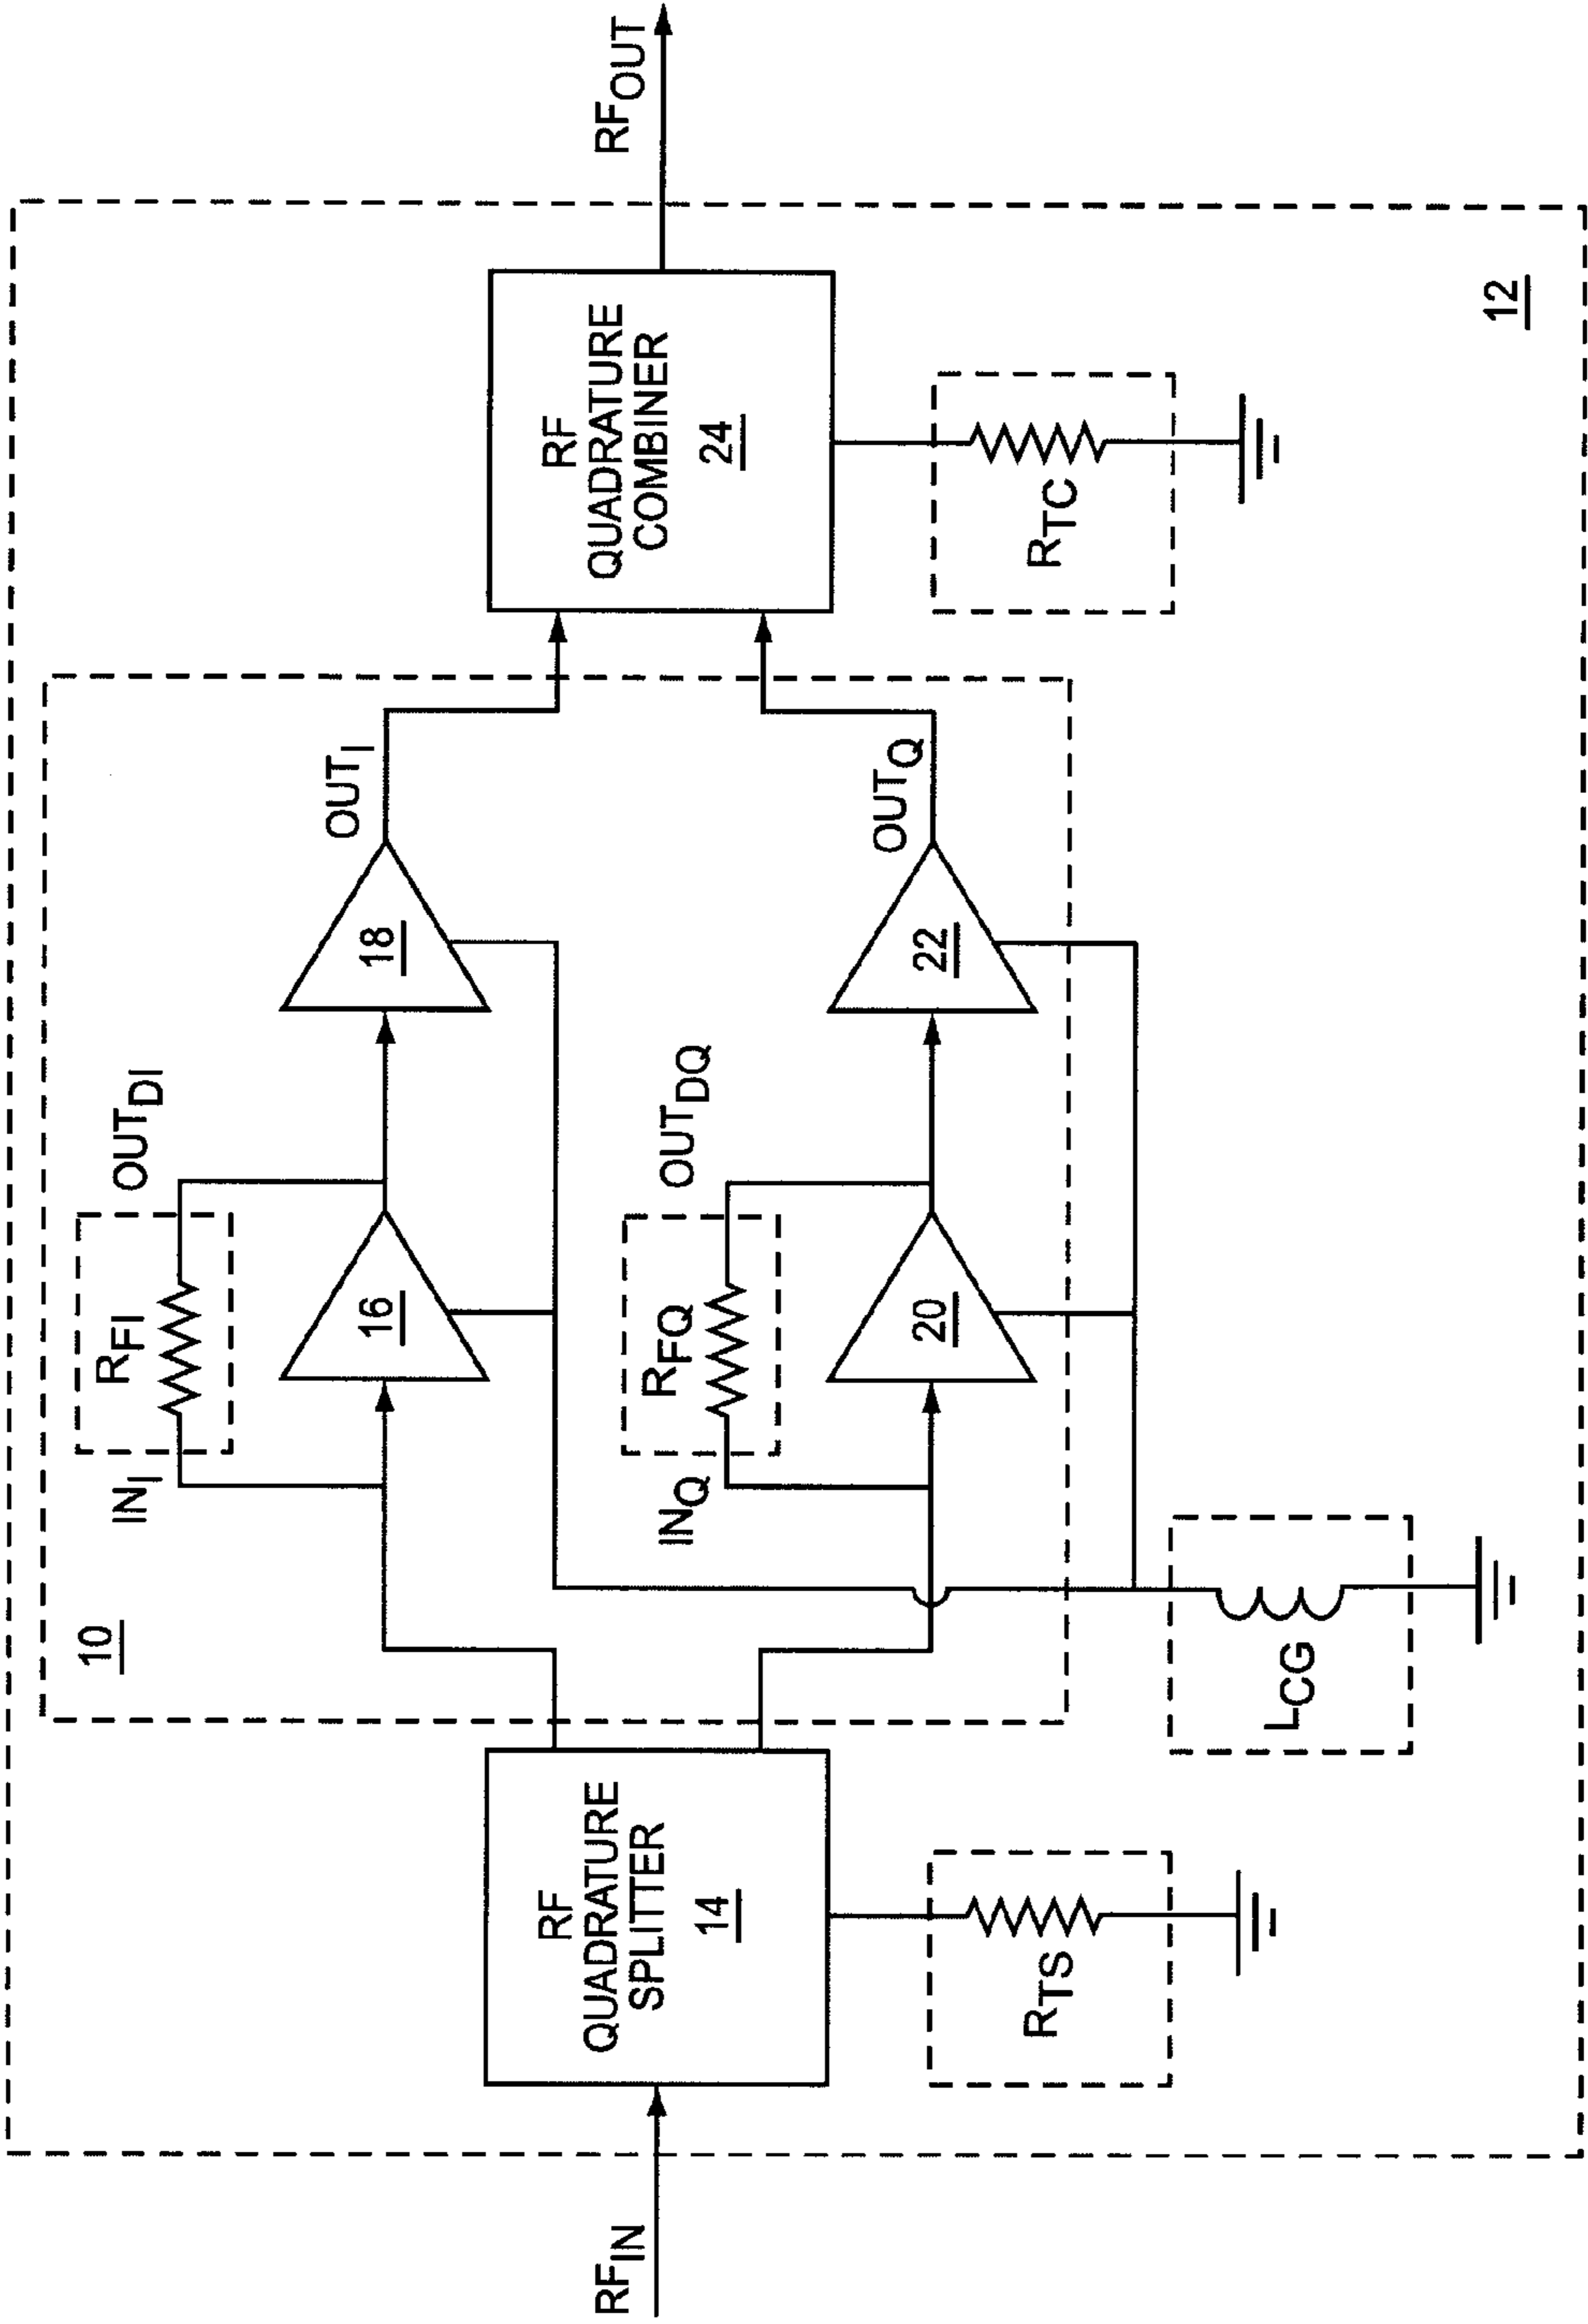 12
10
RF_IN
RF
QUADRATURE
SPLITTER
14
R_TS
IN_I
R_FI
OUT_DI
16
18
OUT_I
IN_Q
R_FQ
OUT_DQ
20
22
OUT_Q
L_CG
RF
QUADRATURE
COMBINER
24
R_TC
RF_OUT